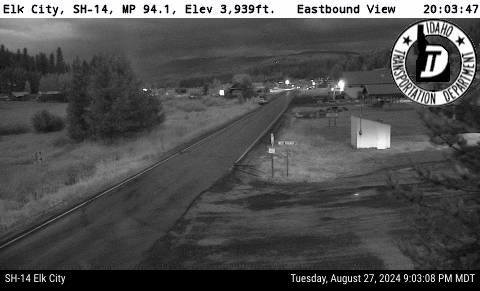 Elk City, SH-14, MP 94.1, Elev 3,939ft. Eastbound View 20:03:47
IDAHO
TRANSPORTATION DEPARTMENT
SH-14 Elk City Tuesday, August 27, 2024 9:03:08 PM MDT